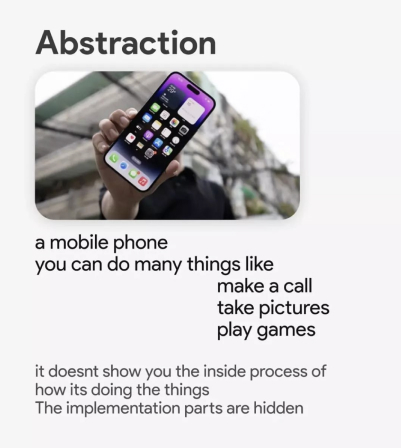 Abstraction
a mobile phone
you can do many things like
make a call
take pictures
play games
it doesnt show you the inside process of
how its doing the things
The implementation parts are hidden